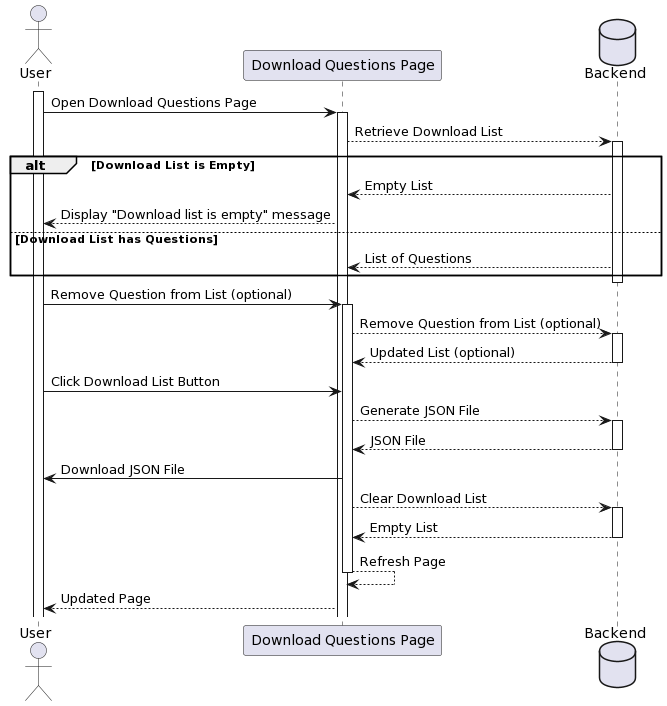 User
Download Questions Page
Backend
Open Download Questions Page
Retrieve Download List
alt
[Download List is Empty]
Empty List
Display "Download list is empty" message
[Download List has Questions]
List of Questions
Remove Question from List (optional)
Remove Question from List (optional)
Updated List (optional)
Click Download List Button
Generate JSON File
JSON File
Download JSON File
Clear Download List
Empty List
Refresh Page
Updated Page
User
Download Questions Page
Backend